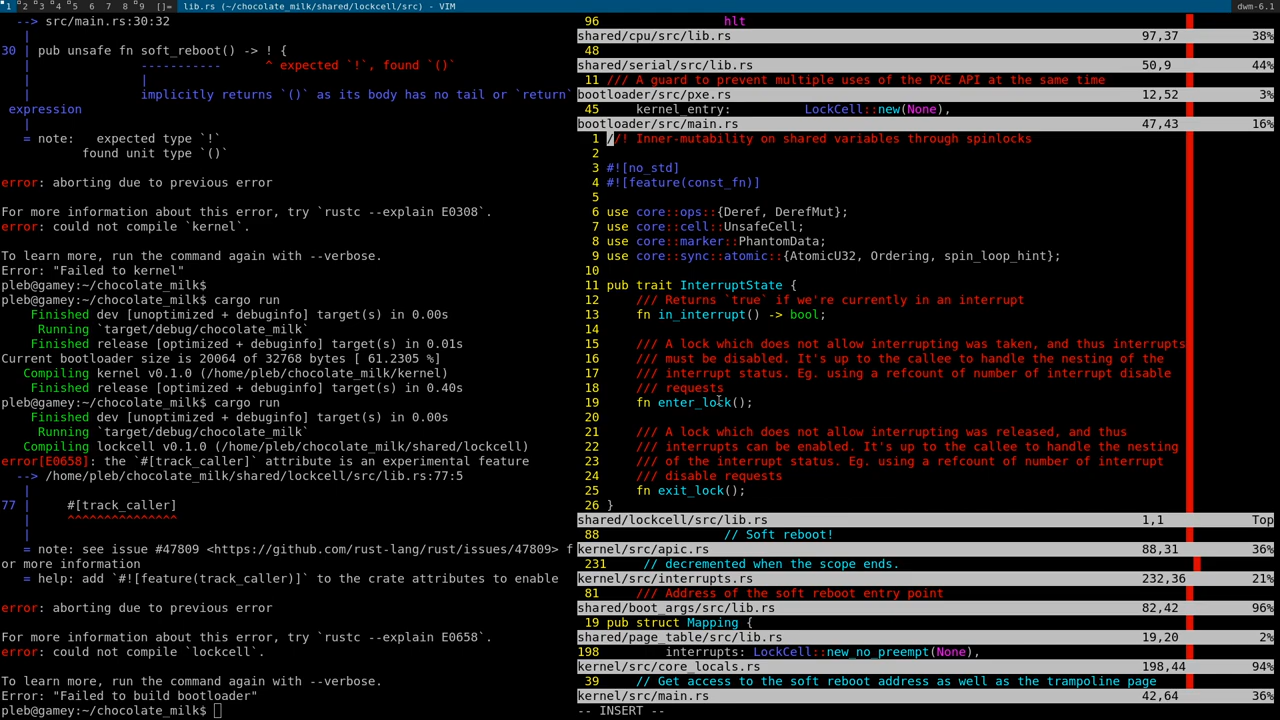 1 2 3 4 5 6 7 8 9 []= lib.rs (~/chocolate_milk/shared/lockcell/src) - VIM dwm-6.1
--> src/main.rs:30:32
|
30 | pub unsafe fn soft_reboot() -> ! {
| ----------- ^ expected `!`, found `()`
| |
| implicitly returns `()` as its body has no tail or `return`
expression
|
= note: expected type `!`
found unit type `()`
error: aborting due to previous error
For more information about this error, try `rustc --explain E0308`.
error: could not compile `kernel`.
To learn more, run the command again with --verbose.
Error: "Failed to kernel"
pleb@gamey:~/chocolate_milk$
pleb@gamey:~/chocolate_milk$ cargo run
Finished dev [unoptimized + debuginfo] target(s) in 0.00s
Running `target/debug/chocolate_milk`
Finished release [optimized + debuginfo] target(s) in 0.01s
Current bootloader size is 20064 of 32768 bytes [ 61.2305 %]
Compiling kernel v0.1.0 (/home/pleb/chocolate_milk/kernel)
Finished release [optimized + debuginfo] target(s) in 0.40s
pleb@gamey:~/chocolate_milk$ cargo run
Finished dev [unoptimized + debuginfo] target(s) in 0.00s
Running `target/debug/chocolate_milk`
Compiling lockcell v0.1.0 (/home/pleb/chocolate_milk/shared/lockcell)
error[E0658]: the `#[track_caller]` attribute is an experimental feature
--> /home/pleb/chocolate_milk/shared/lockcell/src/lib.rs:77:5
|
77 | #[track_caller]
| ^^^^^^^^^^^^^^^
|
= note: see issue #47809 <https://github.com/rust-lang/rust/issues/47809> f
or more information
= help: add `#![feature(track_caller)]` to the crate attributes to enable
error: aborting due to previous error
For more information about this error, try `rustc --explain E0658`.
error: could not compile `lockcell`.
To learn more, run the command again with --verbose.
Error: "Failed to build bootloader"
pleb@gamey:~/chocolate_milk$
96 hlt
shared/cpu/src/lib.rs 97,37 38%
48
shared/serial/src/lib.rs 50,9 44%
11 /// A guard to prevent multiple uses of the PXE API at the same time
bootloader/src/pxe.rs 12,52 3%
45 kernel_entry: LockCell::new(None),
bootloader/src/main.rs 47,43 16%
1 //! Inner-mutability on shared variables through spinlocks
2
3 #![no_std]
4 #![feature(const_fn)]
5
6 use core::ops::{Deref, DerefMut};
7 use core::cell::UnsafeCell;
8 use core::marker::PhantomData;
9 use core::sync::atomic::{AtomicU32, Ordering, spin_loop_hint};
10
11 pub trait InterruptState {
12 /// Returns `true` if we're currently in an interrupt
13 fn in_interrupt() -> bool;
14
15 /// A lock which does not allow interrupting was taken, and thus interrupts
16 /// must be disabled. It's up to the callee to handle the nesting of the
17 /// interrupt status. Eg. using a refcount of number of interrupt disable
18 /// requests
19 fn enter_lock();
20
21 /// A lock which does not allow interrupting was released, and thus
22 /// interrupts can be enabled. It's up to the callee to handle the nesting
23 /// of the interrupt status. Eg. using a refcount of number of interrupt
24 /// disable requests
25 fn exit_lock();
26 }
shared/lockcell/src/lib.rs 1,1 Top
88 // Soft reboot!
kernel/src/apic.rs 88,31 36%
231 // decremented when the scope ends.
kernel/src/interrupts.rs 232,36 21%
81 /// Address of the soft reboot entry point
shared/boot_args/src/lib.rs 82,42 96%
19 pub struct Mapping {
shared/page_table/src/lib.rs 19,20 2%
198 interrupts: LockCell::new_no_preempt(None),
kernel/src/core_locals.rs 198,44 94%
39 // Get access to the soft reboot address as well as the trampoline page
kernel/src/main.rs 42,64 36%
-- INSERT --